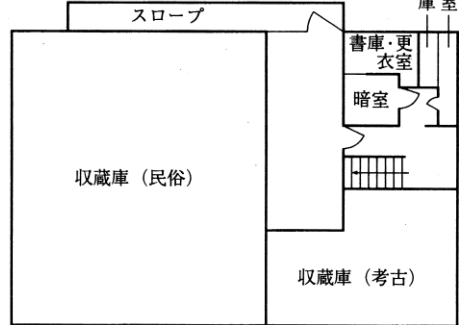 庫 室
スロープ
書庫・更
衣室
暗室
収蔵庫（民俗）
収蔵庫（考古）